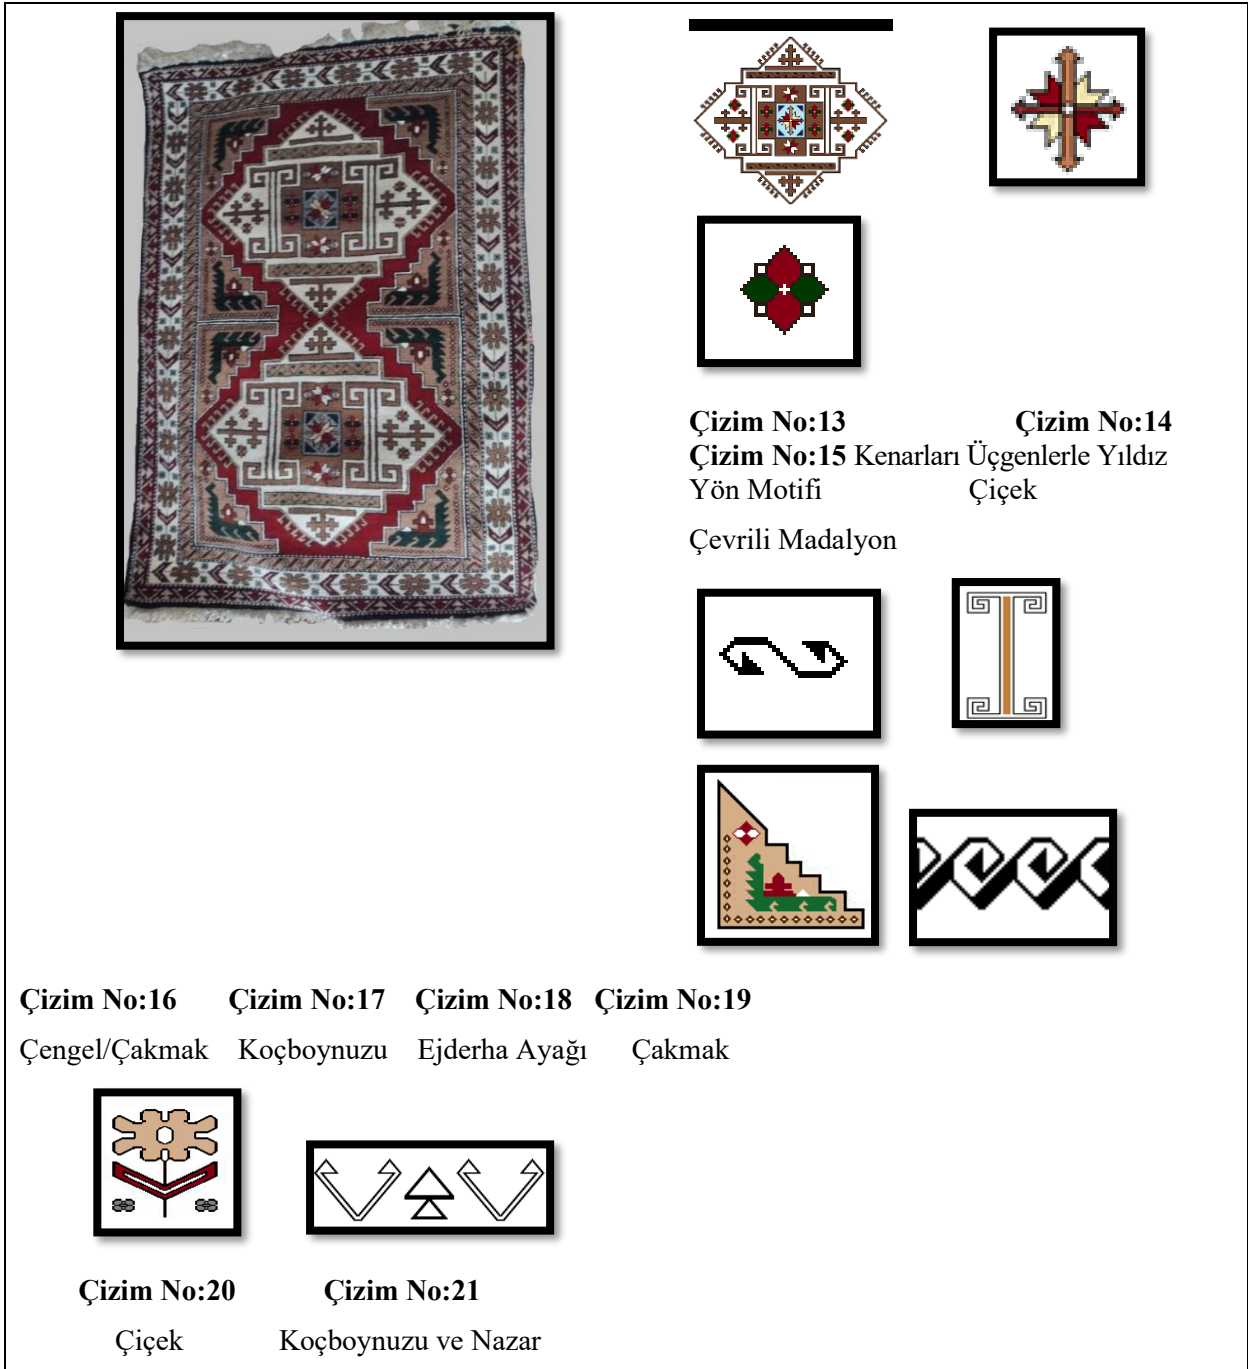 Çizim No:13 Çizim No:14
Çizim No:15 Kenarları Üçgenlerle Yıldız
Yön Motifi Çiçek
Çevrili Madalyon
Çizim No:16 Çizim No:17 Çizim No:18 Çizim No:19
Çengel/Çakmak Koçboynuzu Ejderha Ayağı Çakmak
Çizim No:20 Çizim No:21
Çiçek Koçboynuzu ve Nazar